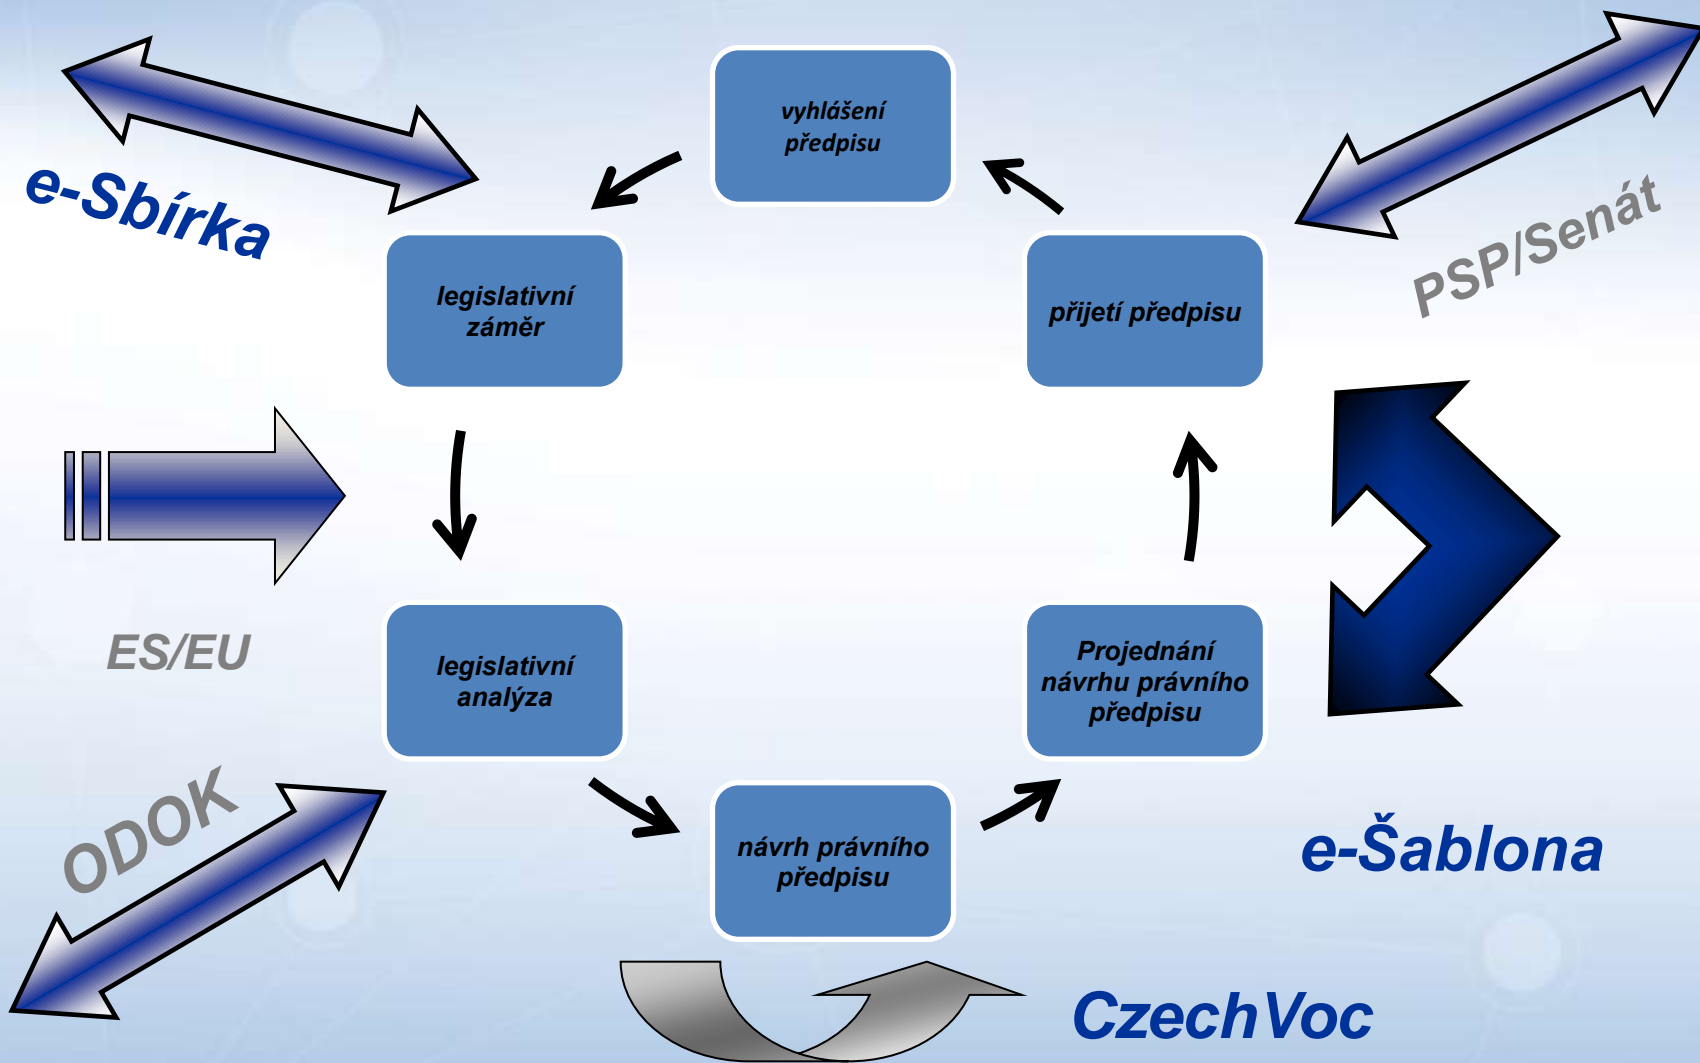 vyhlášení
předpisu
e-Sbírka
PSP/Senát
legislativní
záměr
přijetí předpisu
ES/EU
legislativní
analýza
Projednání
návrhu právního
předpisu
ODOK
návrh právního
předpisu
e-Šablona
CzechVoc